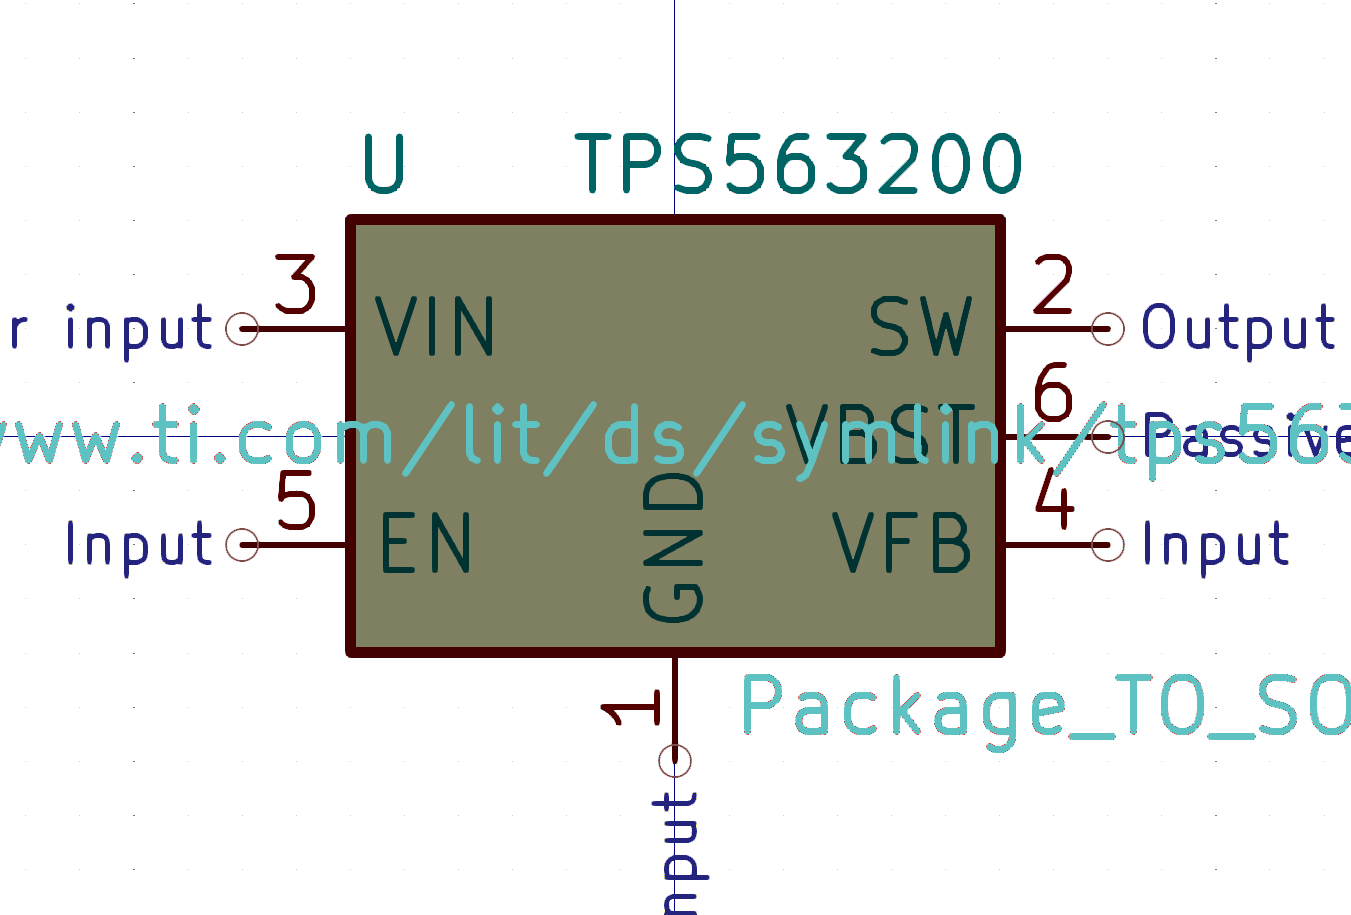 U
TPS563200
3
2
r input
VIN
SW
Output
6
www.ti.com/lit/ds/symlink/tps563
VBST
Passive
5
4
Input
EN
GND
VFB
Input
1
Package_TO_SO
nput